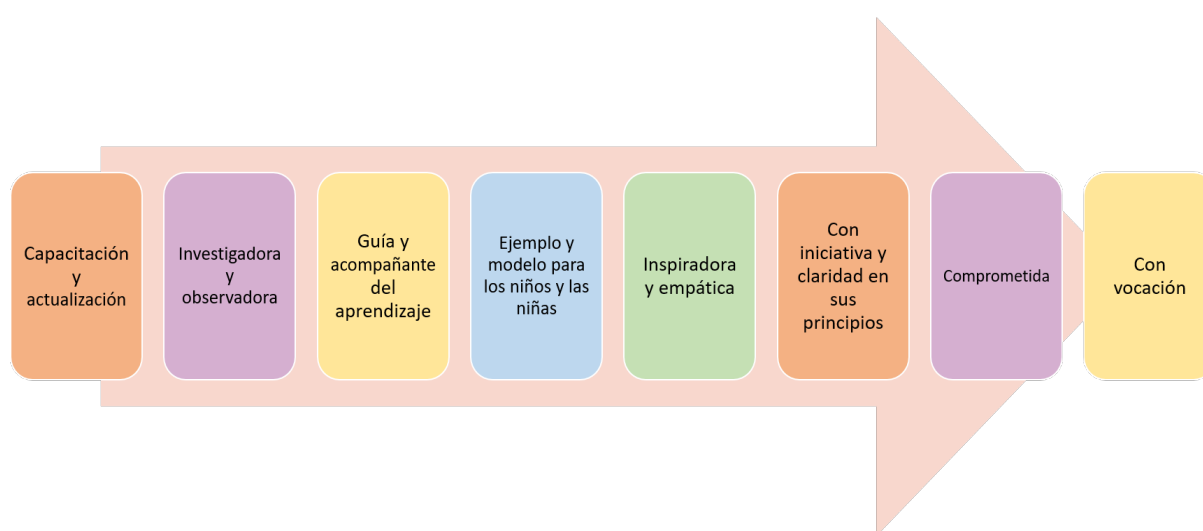 Capacitación
y
actualización
Investigadora
y
observadora
Guía y
acompañante
del
aprendizaje
Ejemplo y
modelo para
los niños y las
niñas
Inspiradora
y empática
Con
iniciativa y
claridad en
sus
principios
Comprometida
Con
vocación